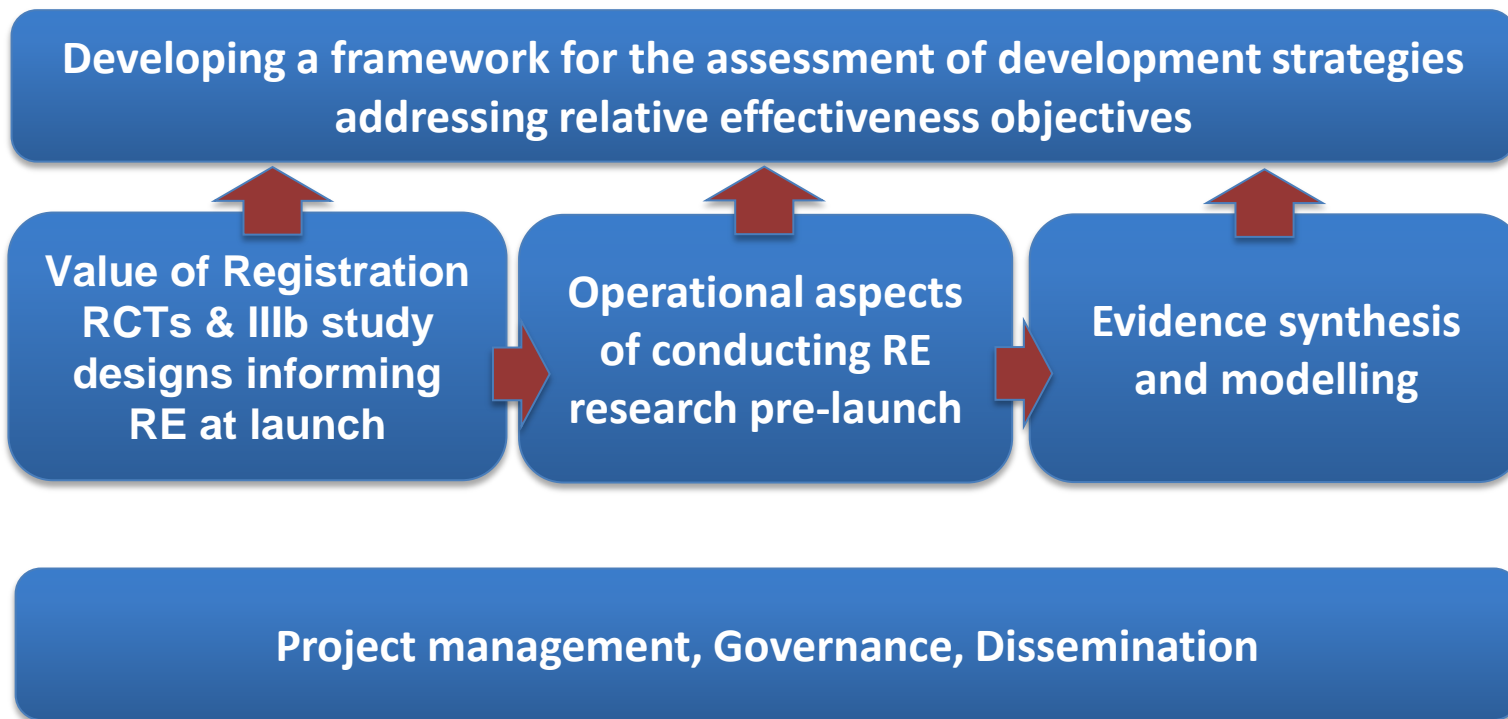 Developing a framework for the assessment of development strategies
addressing relative effectiveness objectives
Value of Registration
RCTs & IIIb study
designs informing
RE at launch
Operational aspects
of conducting RE
research pre-launch
Evidence synthesis
and modelling
Project management, Governance, Dissemination